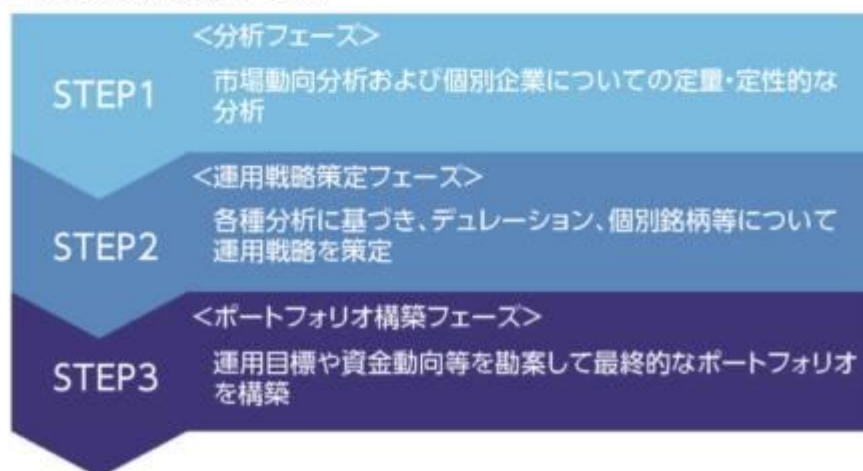 <分析フェーズ>
STEP1
市場動向分析および個別企業についての定量・定性的な
分析
<運用戦略策定フェーズ>
STEP2
各種分析に基づき、デュレーション、個別銘柄等について
運用戦略を策定
<ポートフォリオ構築フェーズ>
STEP3
運用目標や資金動向等を勘案して最終的なポートフォリオ
を構築